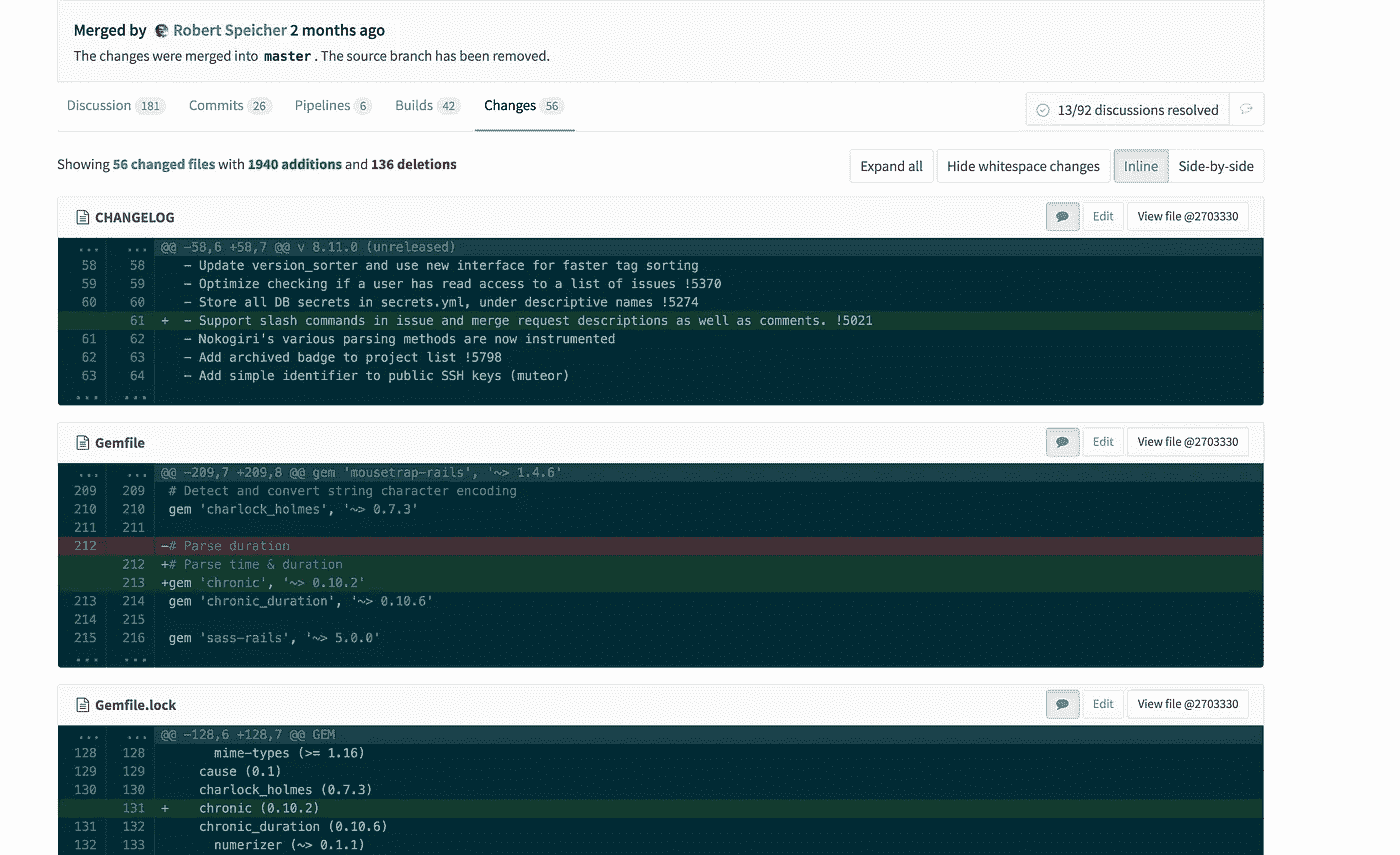 Merged by Robert Speicher 2 months ago
The changes were merged into master. The source branch has been removed.
Discussion 181 Commits 26 Pipelines 6 Builds 42 Changes 56 13/92 discussions resolved
Showing 56 changed files with 1940 additions and 136 deletions Expand all Hide whitespace changes Inline Side-by-side
CHANGELOG Edit View file @2703330
... ... @@ -58,6 +58,7 @@ v 8.11.0 (unreleased)
58 58 - Update version_sorter and use new interface for faster tag sorting
59 59 - Optimize checking if a user has read access to a list of issues !5370
60 60 - Store all DB secrets in secrets.yml, under descriptive names !5274
61 + - Support slash commands in issue and merge request descriptions as well as comments. !5021
61 62 - Nokogiri's various parsing methods are now instrumented
62 63 - Add archived badge to project list !5798
63 64 - Add simple identifier to public SSH keys (muteor)
... ...
Gemfile Edit View file @2703330
... ... @@ -209,7 +209,8 @@ gem 'mousetrap-rails', '~> 1.4.6'
209 209 # Detect and convert string character encoding
210 210 gem 'charlock_holmes', '~> 0.7.3'
211 211
212 -# Parse duration
212 +# Parse time & duration
213 +gem 'chronic', '~> 0.10.2'
213 214 gem 'chronic_duration', '~> 0.10.6'
214 215
215 216 gem 'sass-rails', '~> 5.0.0'
... ...
Gemfile.lock Edit View file @2703330
... ... @@ -128,6 +128,7 @@ GEM
128 128 mime-types (>= 1.16)
129 129 cause (0.1)
130 130 charlock_holmes (0.7.3)
131 + chronic (0.10.2)
131 132 chronic_duration (0.10.6)
132 133 numerizer (~> 0.1.1)